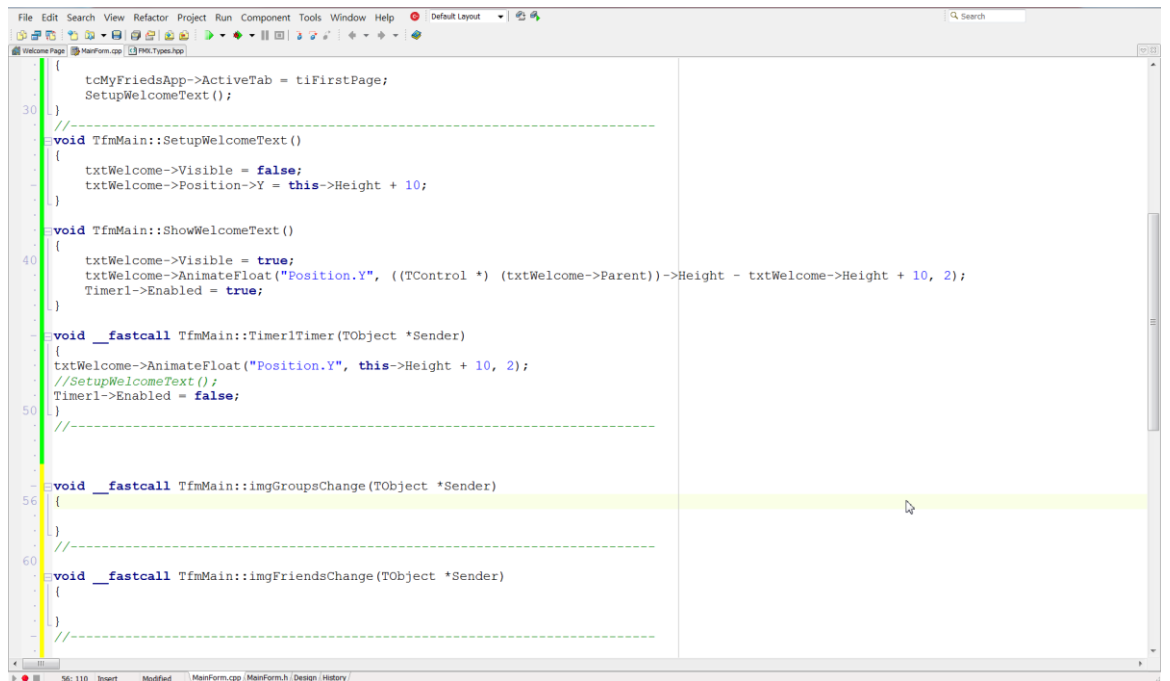 File Edit Search View Refactor Project Run Component Tools Window Help Default Layout Search
Welcome Page MainForm.cpp FMX.Types.hpp
{
tcMyFriedsApp->ActiveTab = tiFirstPage;
SetupWelcomeText();
30 }
//---------------------------------------------------------------------------
void TfmMain::SetupWelcomeText()
{
txtWelcome->Visible = false;
txtWelcome->Position->Y = this->Height + 10;
}
void TfmMain::ShowWelcomeText()
{
40 txtWelcome->Visible = true;
txtWelcome->AnimateFloat("Position.Y", ((TControl *) (txtWelcome->Parent))->Height - txtWelcome->Height + 10, 2);
Timer1->Enabled = true;
}
void __fastcall TfmMain::Timer1Timer(TObject *Sender)
{
txtWelcome->AnimateFloat("Position.Y", this->Height + 10, 2);
//SetupWelcomeText();
Timer1->Enabled = false;
50 }
//---------------------------------------------------------------------------
void __fastcall TfmMain::imgGroupsChange(TObject *Sender)
56 {
}
//---------------------------------------------------------------------------
60
void __fastcall TfmMain::imgFriendsChange(TObject *Sender)
{
}
//---------------------------------------------------------------------------
56: 110 Insert Modified MainForm.cpp MainForm.h Design History